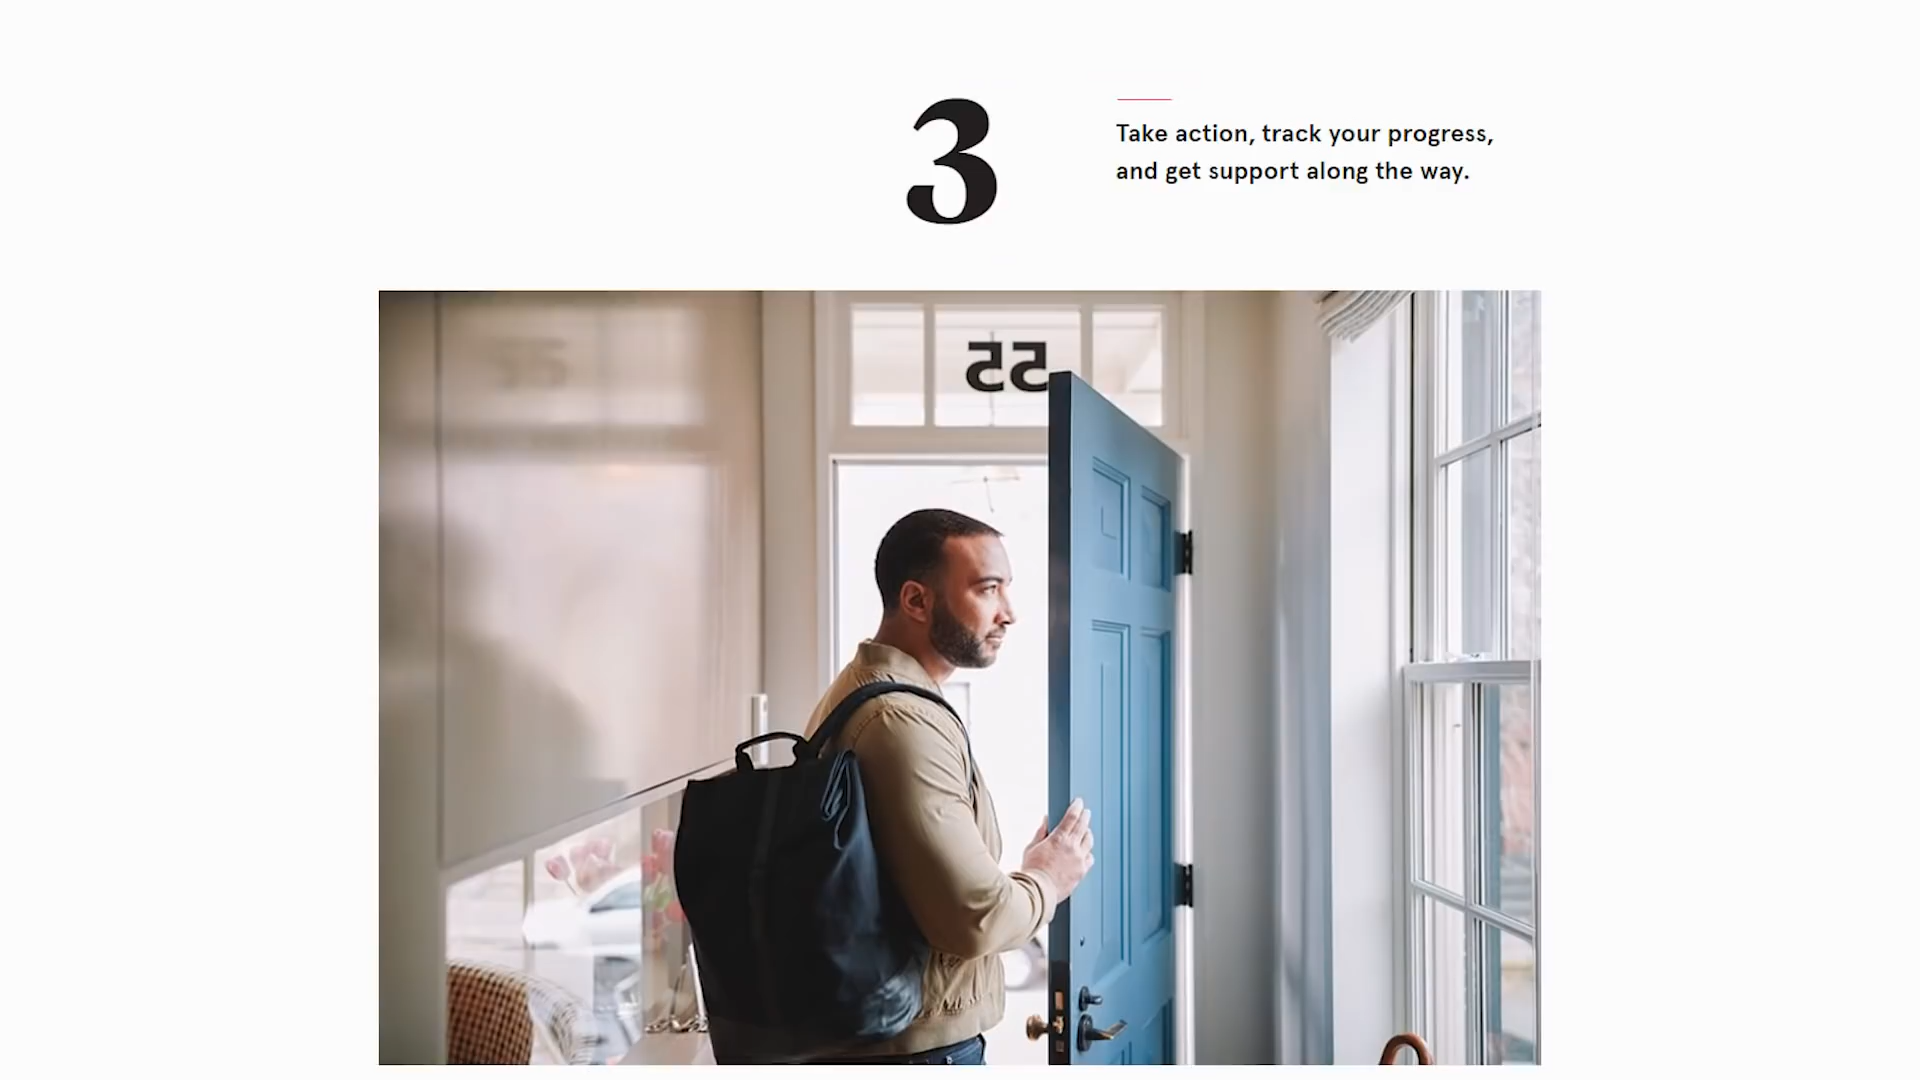 3
Take action, track your progress,
and get support along the way.
55